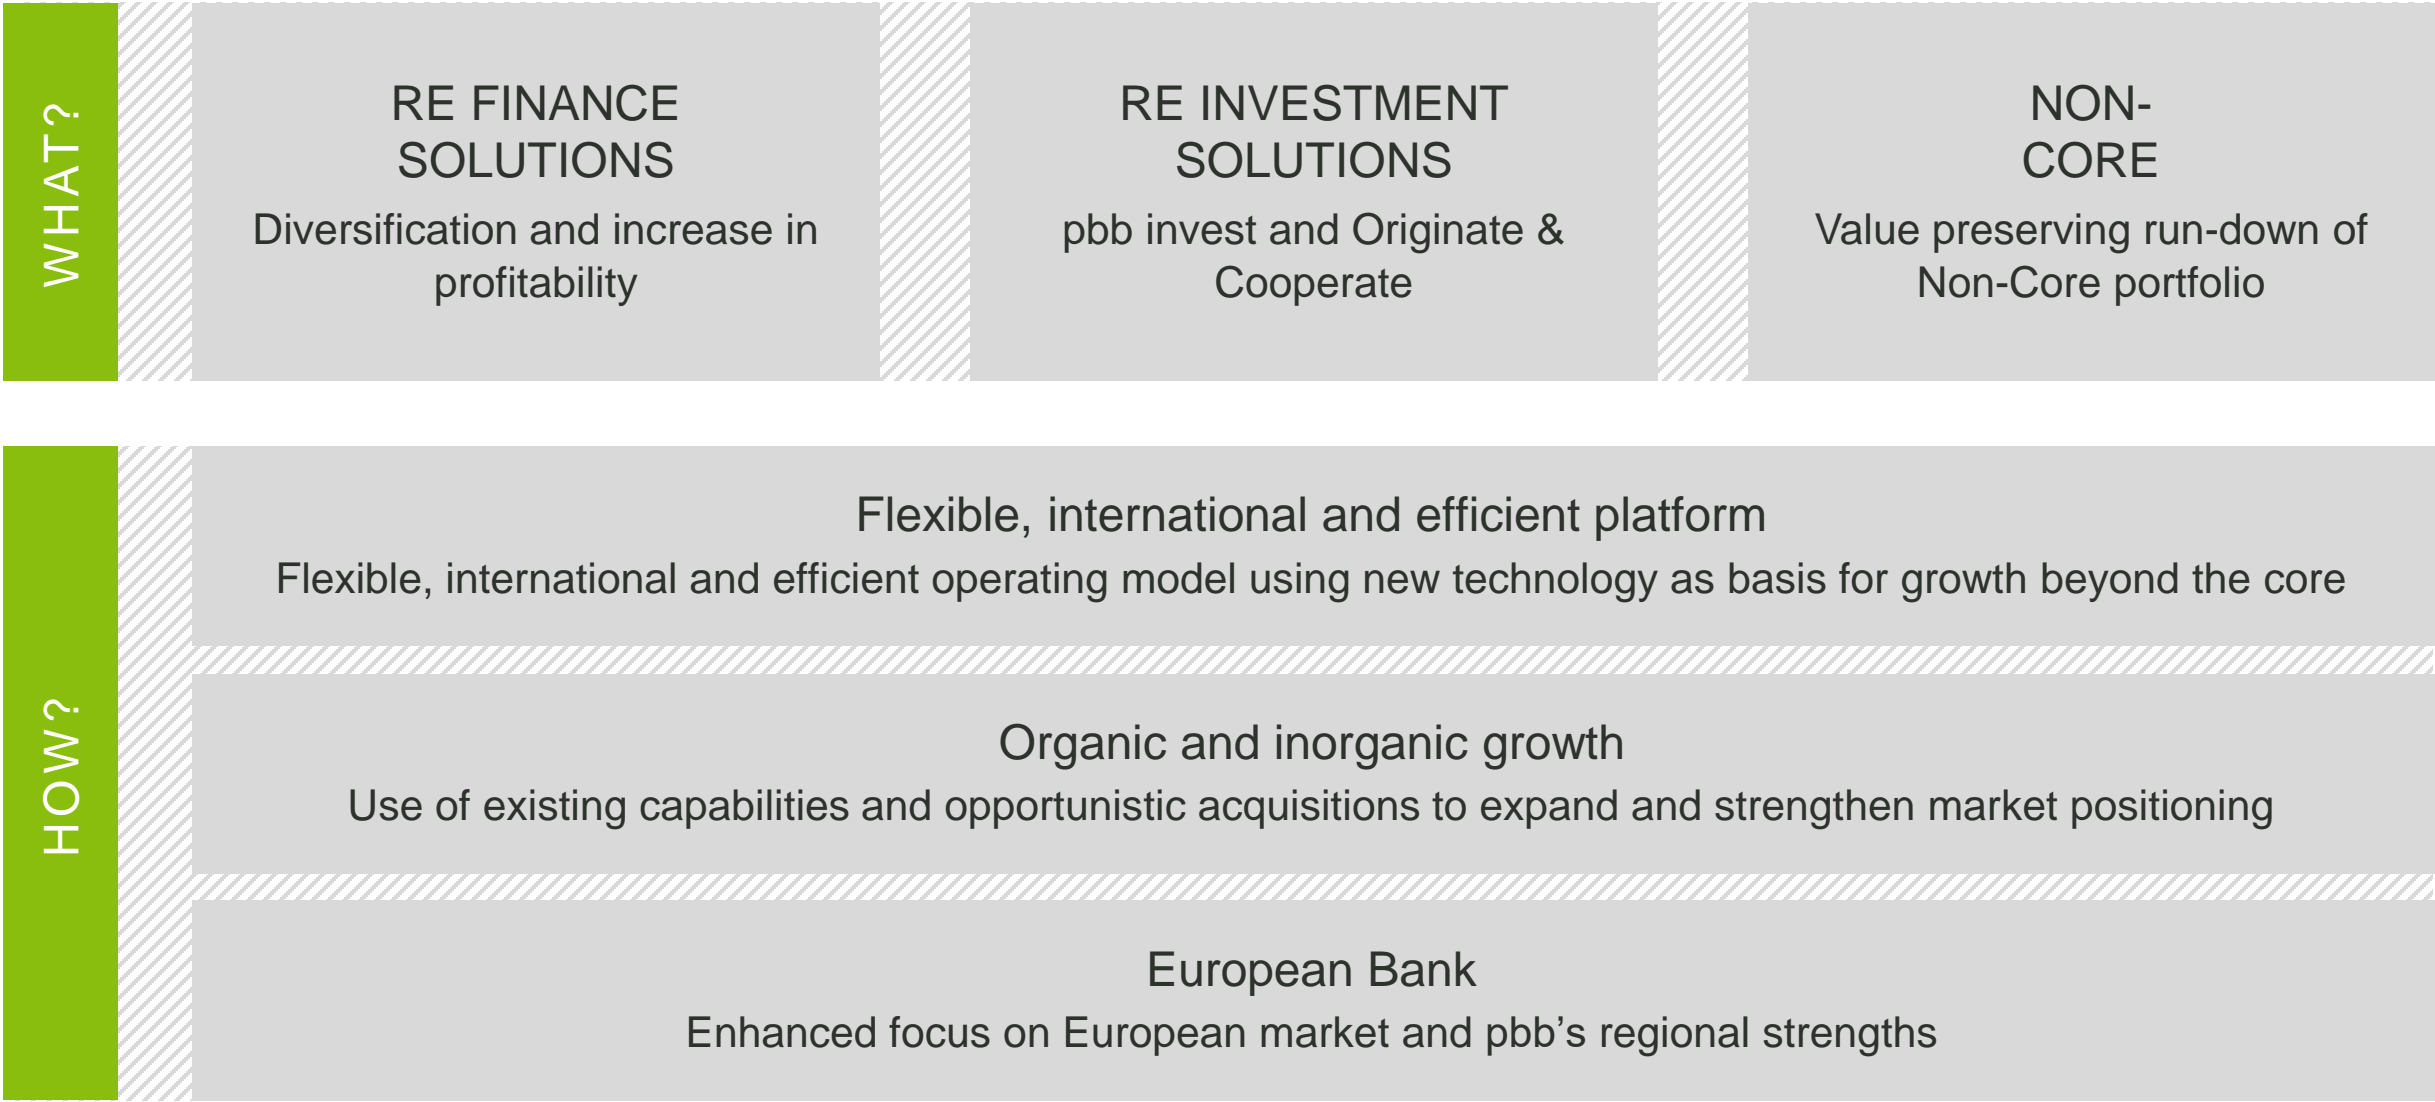 WHAT?
RE FINANCE
SOLUTIONS
Diversification and increase in
profitability
RE INVESTMENT
SOLUTIONS
pbb invest and Originate &
Cooperate
NON-
CORE
Value preserving run-down of
Non-Core portfolio
HOW?
Flexible, international and efficient platform
Flexible, international and efficient operating model using new technology as basis for growth beyond the core
Organic and inorganic growth
Use of existing capabilities and opportunistic acquisitions to expand and strengthen market positioning
European Bank
Enhanced focus on European market and pbb’s regional strengths